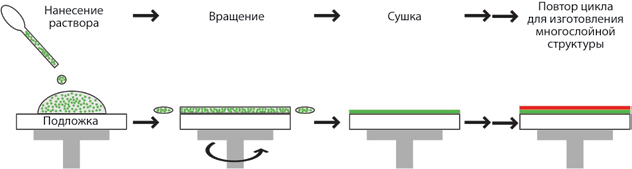 Нанесение
раствора
Вращение
Сушка
Повтор цикла
для изготовления
многослойной
структуры
Подложка